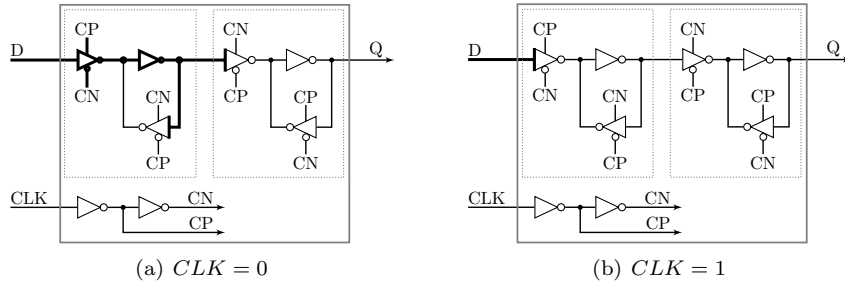 CP CN
D Q
CN CN CP CP
CP CN
CLK CN
CP
(a) CLK = 0
CN CP
D Q
CN CN CP CP
CP CN
CLK CN
CP
(b) CLK = 1